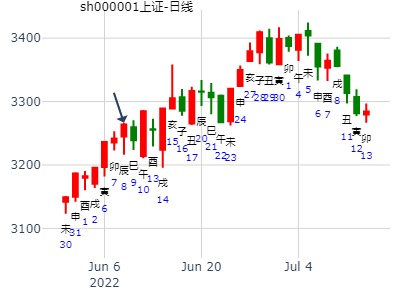 sh000001上证-日线
3400
3300
3200
3100
未
30
申
31
酉
1
戌
2
寅
6
卯
7
辰
8
巳
9
午
10
酉
13
戌
14
亥
15
子
16
丑
17
辰
20
巳
21
午
22
未
23
申
24
亥
27
子
28
丑
29
寅
30
卯
1
午
4
未
5
申
6
酉
7
戌
8
丑
11
寅
12
卯
13
Jun 6
2022
Jun 20
Jul 4